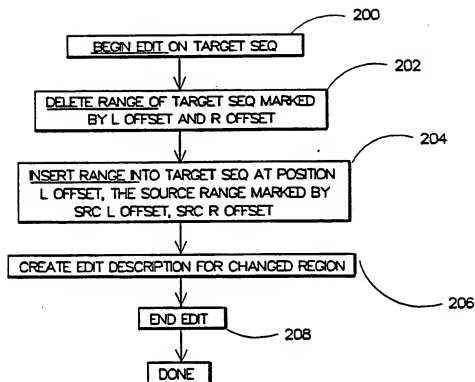 200
BEGIN EDIT ON TARGET SEQ
202
DELETE RANGE OF TARGET SEQ MARKED
BY L OFFSET AND R OFFSET
204
INSERT RANGE INTO TARGET SEQ AT POSITION
L OFFSET, THE SOURCE RANGE MARKED BY
SRC L OFFSET, SRC R OFFSET
CREATE EDIT DESCRIPTION FOR CHANGED REGION
206
END EDIT
208
DONE